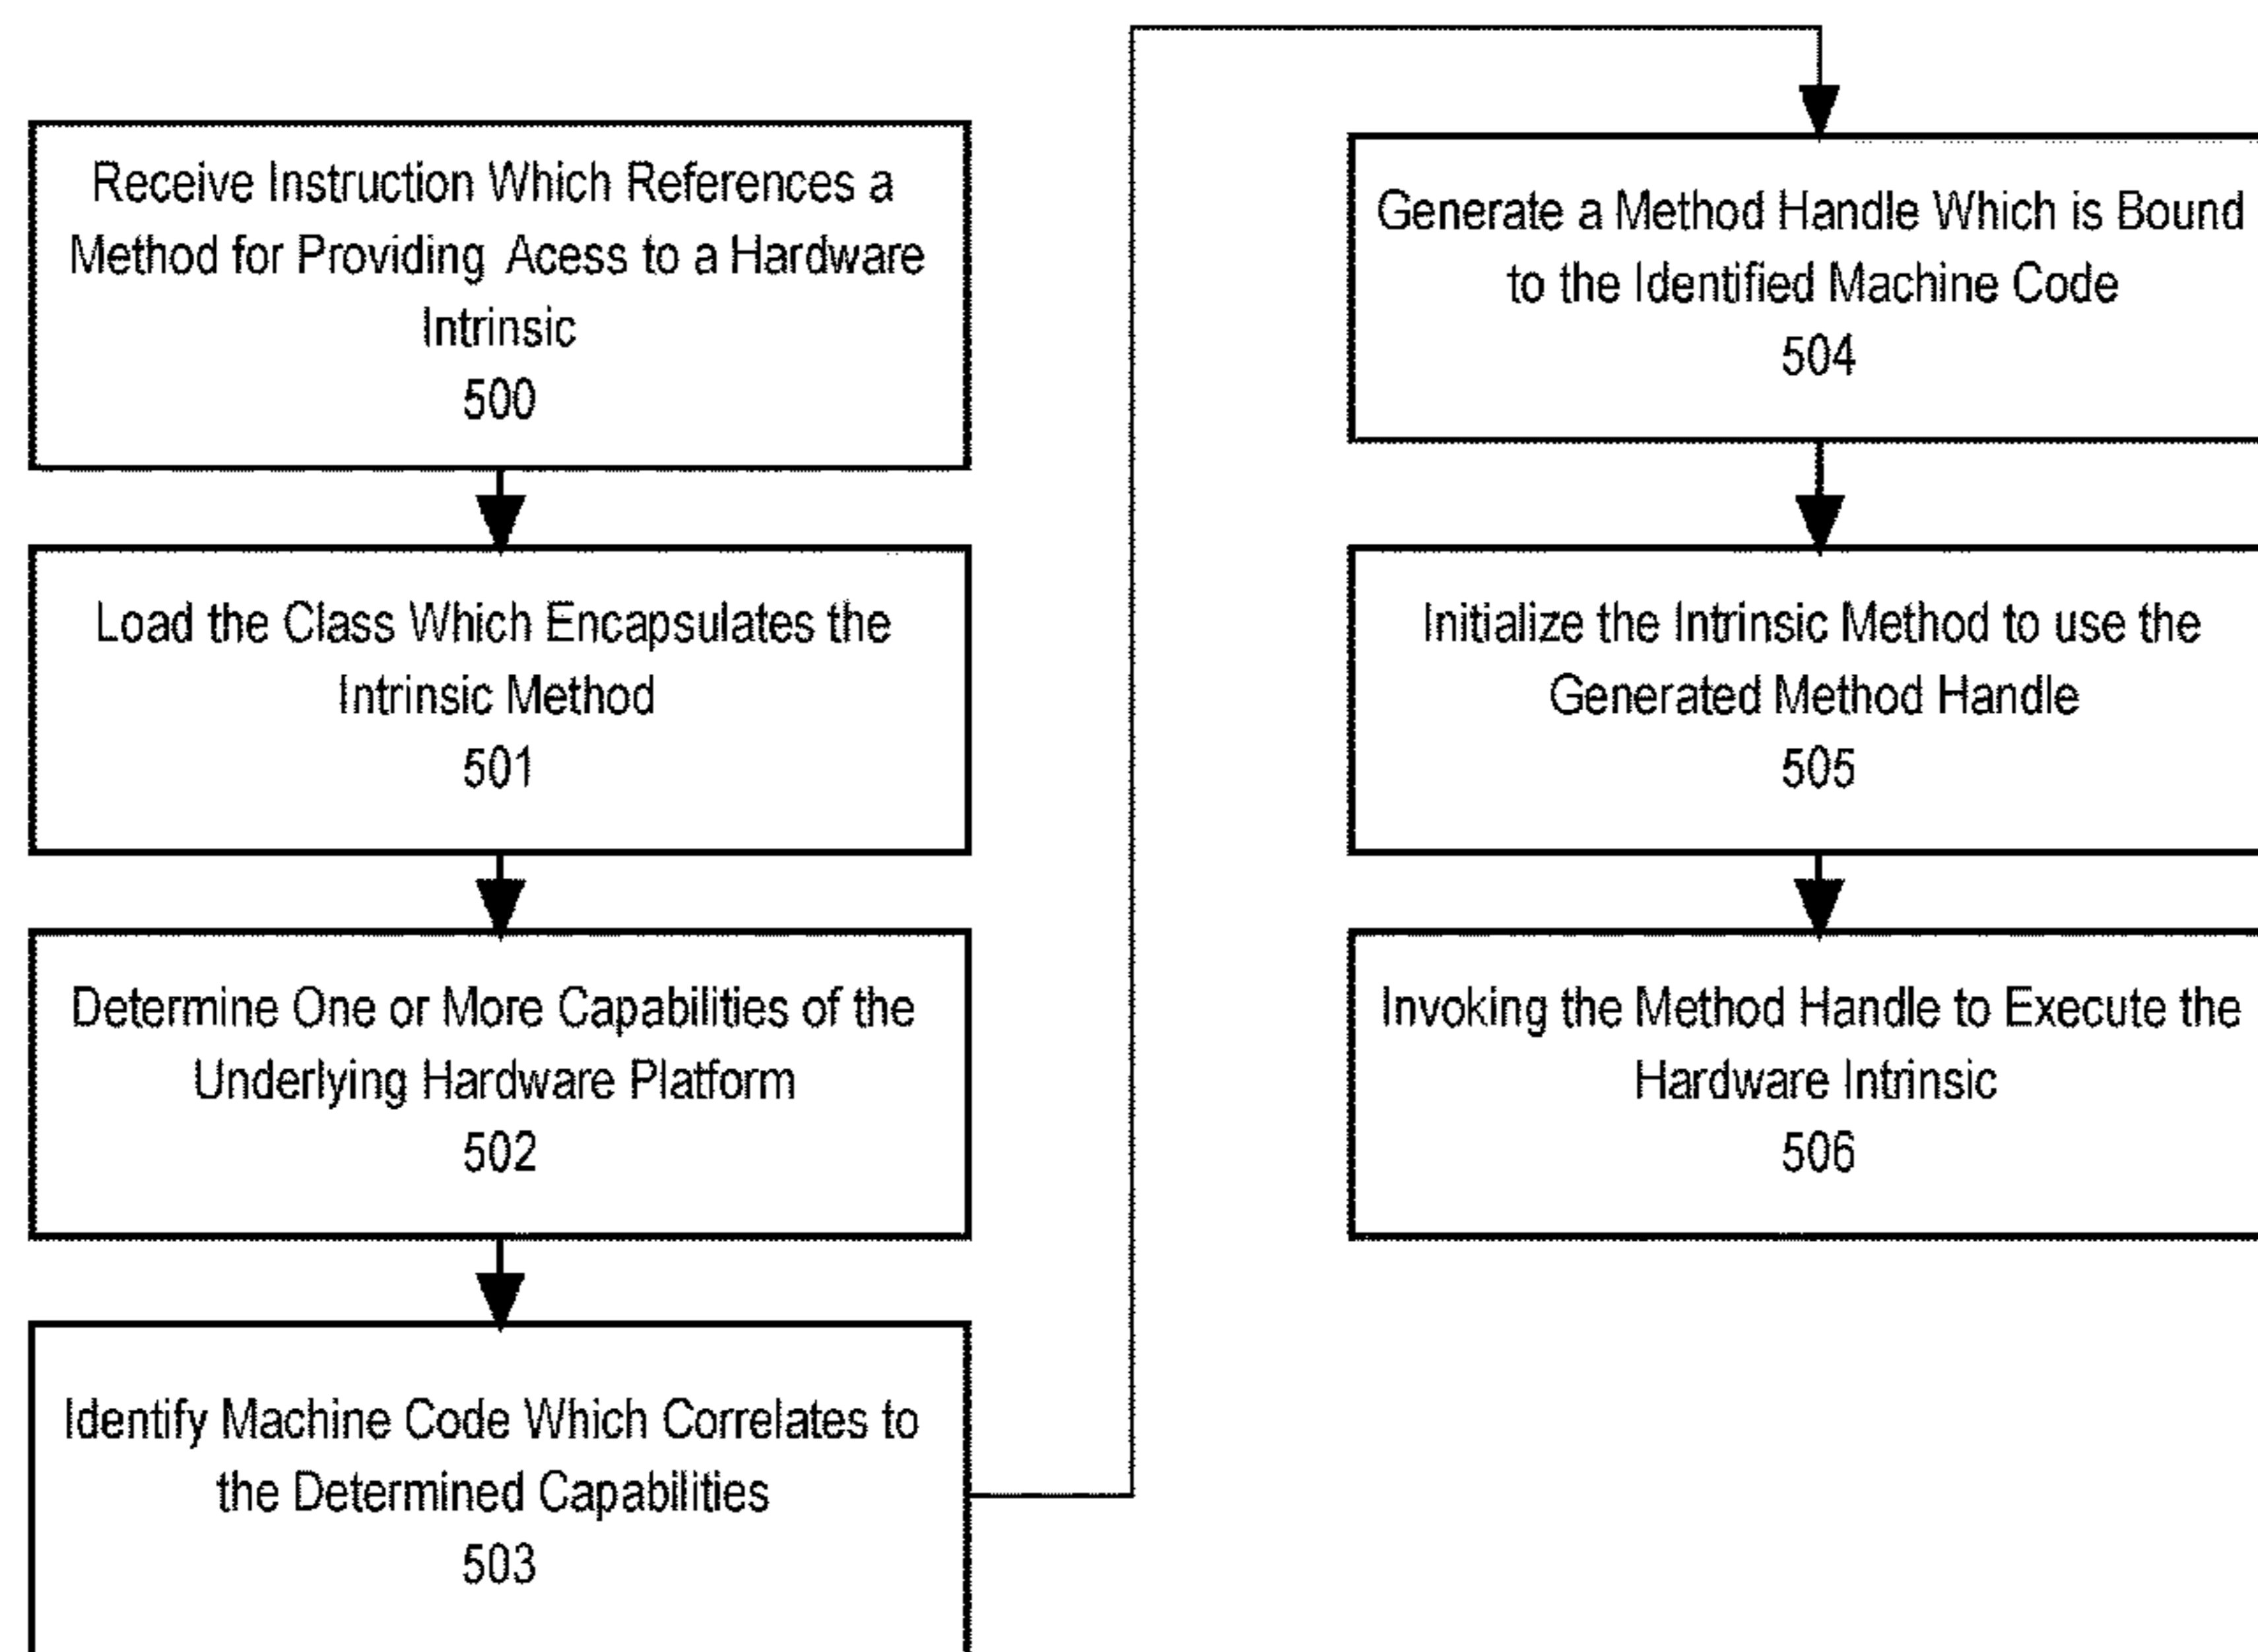 Receive Instruction Which References a
Method for Providing Acess to a Hardware
Intrinsic
500
Load the Class Which Encapsulates the
Intrinsic Method
501
Determine One or More Capabilities of the
Underlying Hardware Platform
502
Identify Machine Code Which Correlates to
the Determined Capabilities
503
Generate a Method Handle Which is Bound
to the Identified Machine Code
504
Initialize the Intrinsic Method to use the
Generated Method Handle
505
Invoking the Method Handle to Execute the
Hardware Intrinsic
506